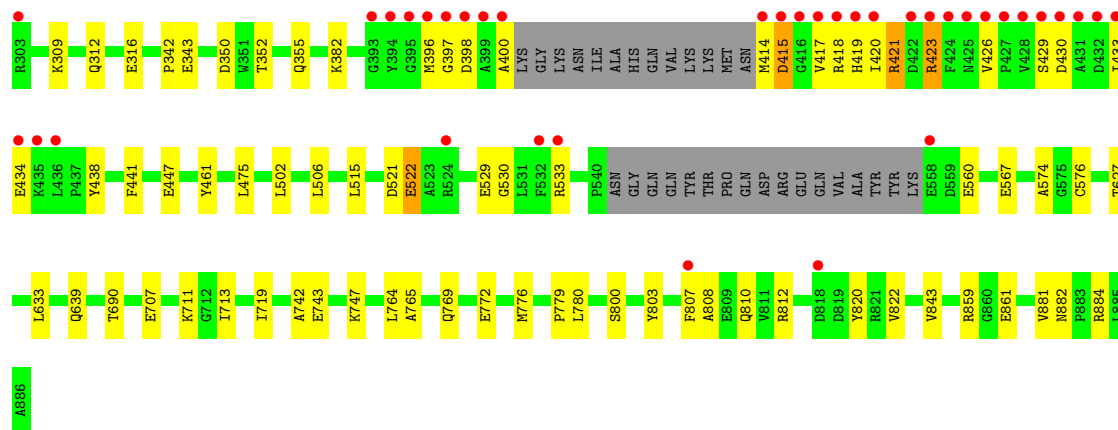 R303 K309 Q312 E316 P342 E343 D350 W351 T352 Q355 K382 G393 Y394 G395 M396 G397 D398 A399 A400 LYS GLY LYS ASN ILE ALA HIS GLN VAL LYS LYS MET ASN M414 D415 G416 V417 R418 H419 I420 R421 D422 R423 F424 N425 V426 P427 V428 S429 D430 A431 D432 I433
E434 K435 L436 P437 Y438 F441 E447 Y461 L475 L502 L506 L515 D521 E522 A523 R524 E529 G530 L531 F532 R533 P540 ASN GLY GLN GLN TYR THR PRO GLN ASP ARG GLU GLN VAL ALA TYR TYR LYS E558 D559 E560 E567 A574 G575 C576 T627
L633 Q639 T690 E707 K711 G712 I713 I719 A742 E743 K747 L764 A765 Q769 E772 M776 P779 L780 S800 Y803 F807 A808 E809 Q810 V811 R812 D818 D819 Y820 R821 V822 V843 R859 G860 E861 V881 N882 P883 R884 L885
A886